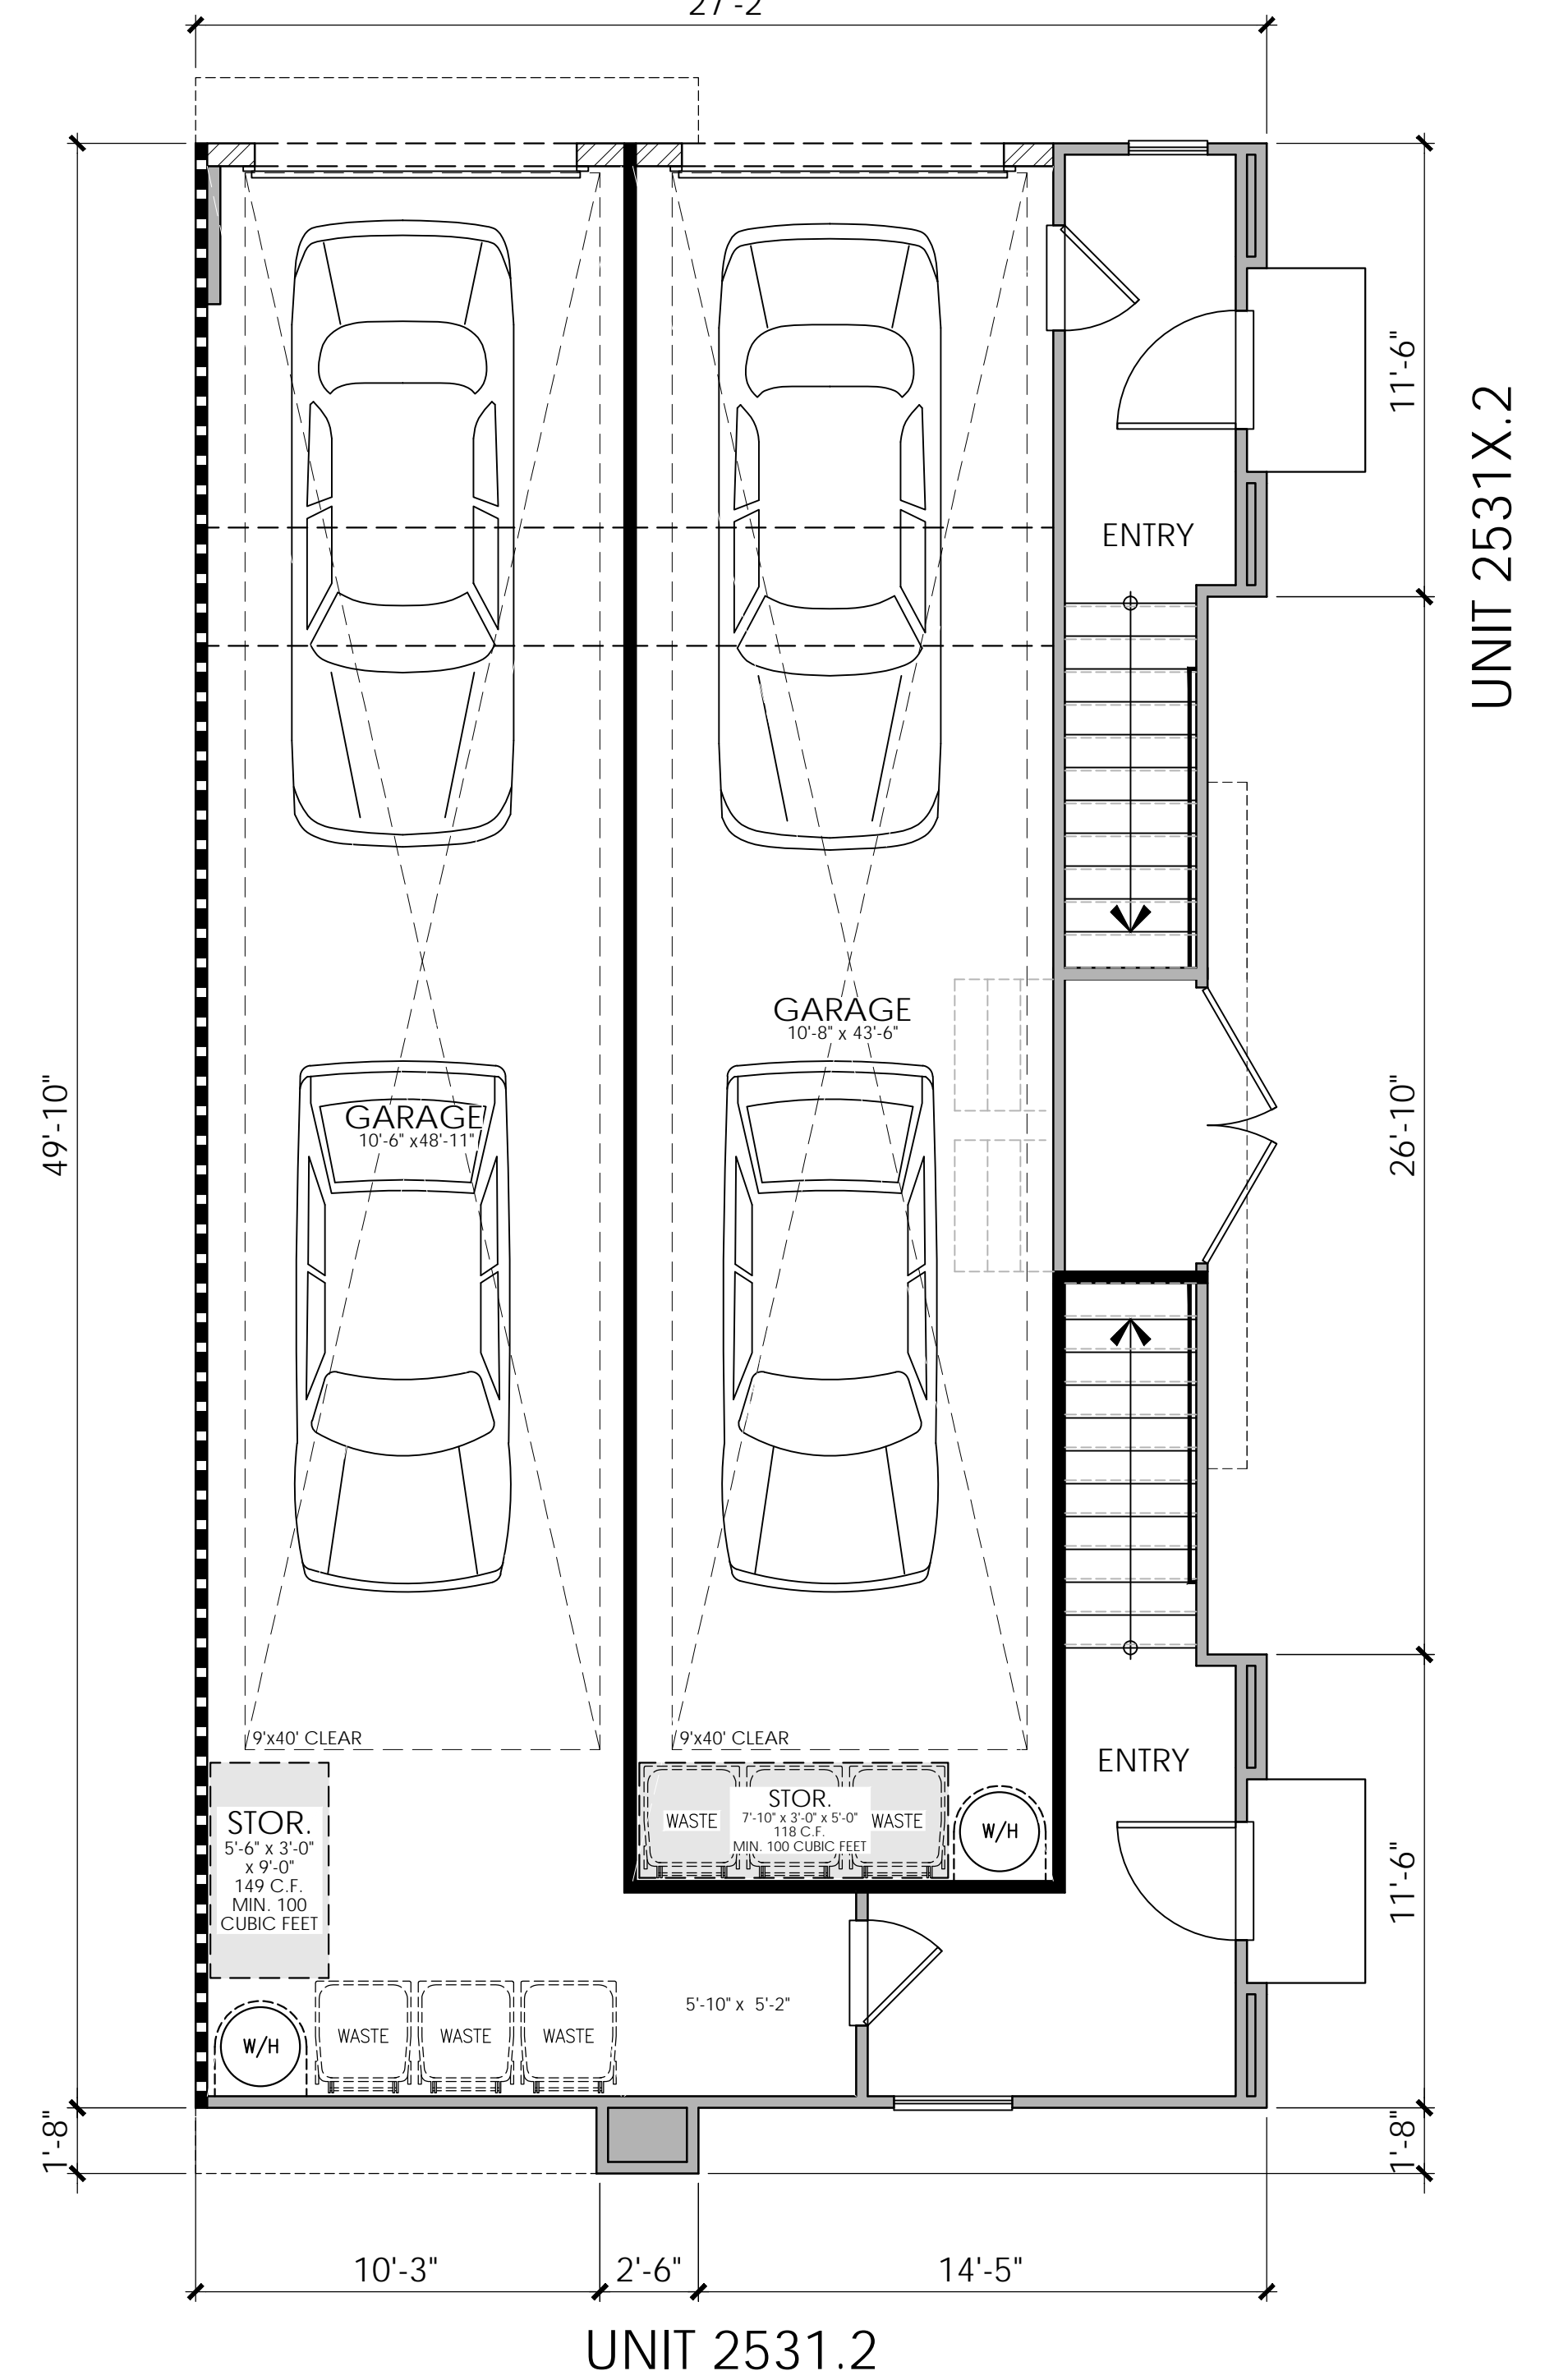 27'-2
11'-6"
UNIT 2531X.2
ENTRY
GARAGE
10'-8" x 43'-6"
49'-10"
26'-10"
GARAGE
10'-6" x48'-11"
9'x40' CLEAR
9'x40' CLEAR
ENTRY
STOR.
7'-10" x 3'-0" x 5'-0"
118 C.F.
MIN. 100 CUBIC FEET
WASTE
WASTE
W/H
STOR.
5'-6" x 3'-0"
x 9'-0"
149 C.F.
MIN. 100
CUBIC FEET
11'-6"
5'-10" x 5'-2"
W/H
WASTE
WASTE
WASTE
1'-8"
1'-8"
10'-3"
2'-6"
14'-5"
UNIT 2531.2